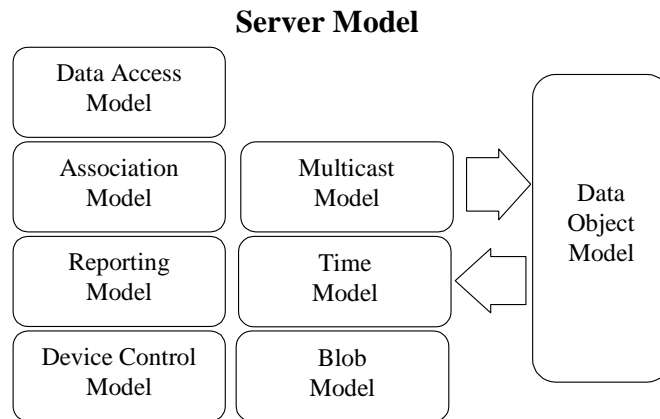 Server Model
Data Access
Model
Association
Model
Multicast
Model
Data
Object
Model
Reporting
Model
Time
Model
Device Control
Model
Blob
Model